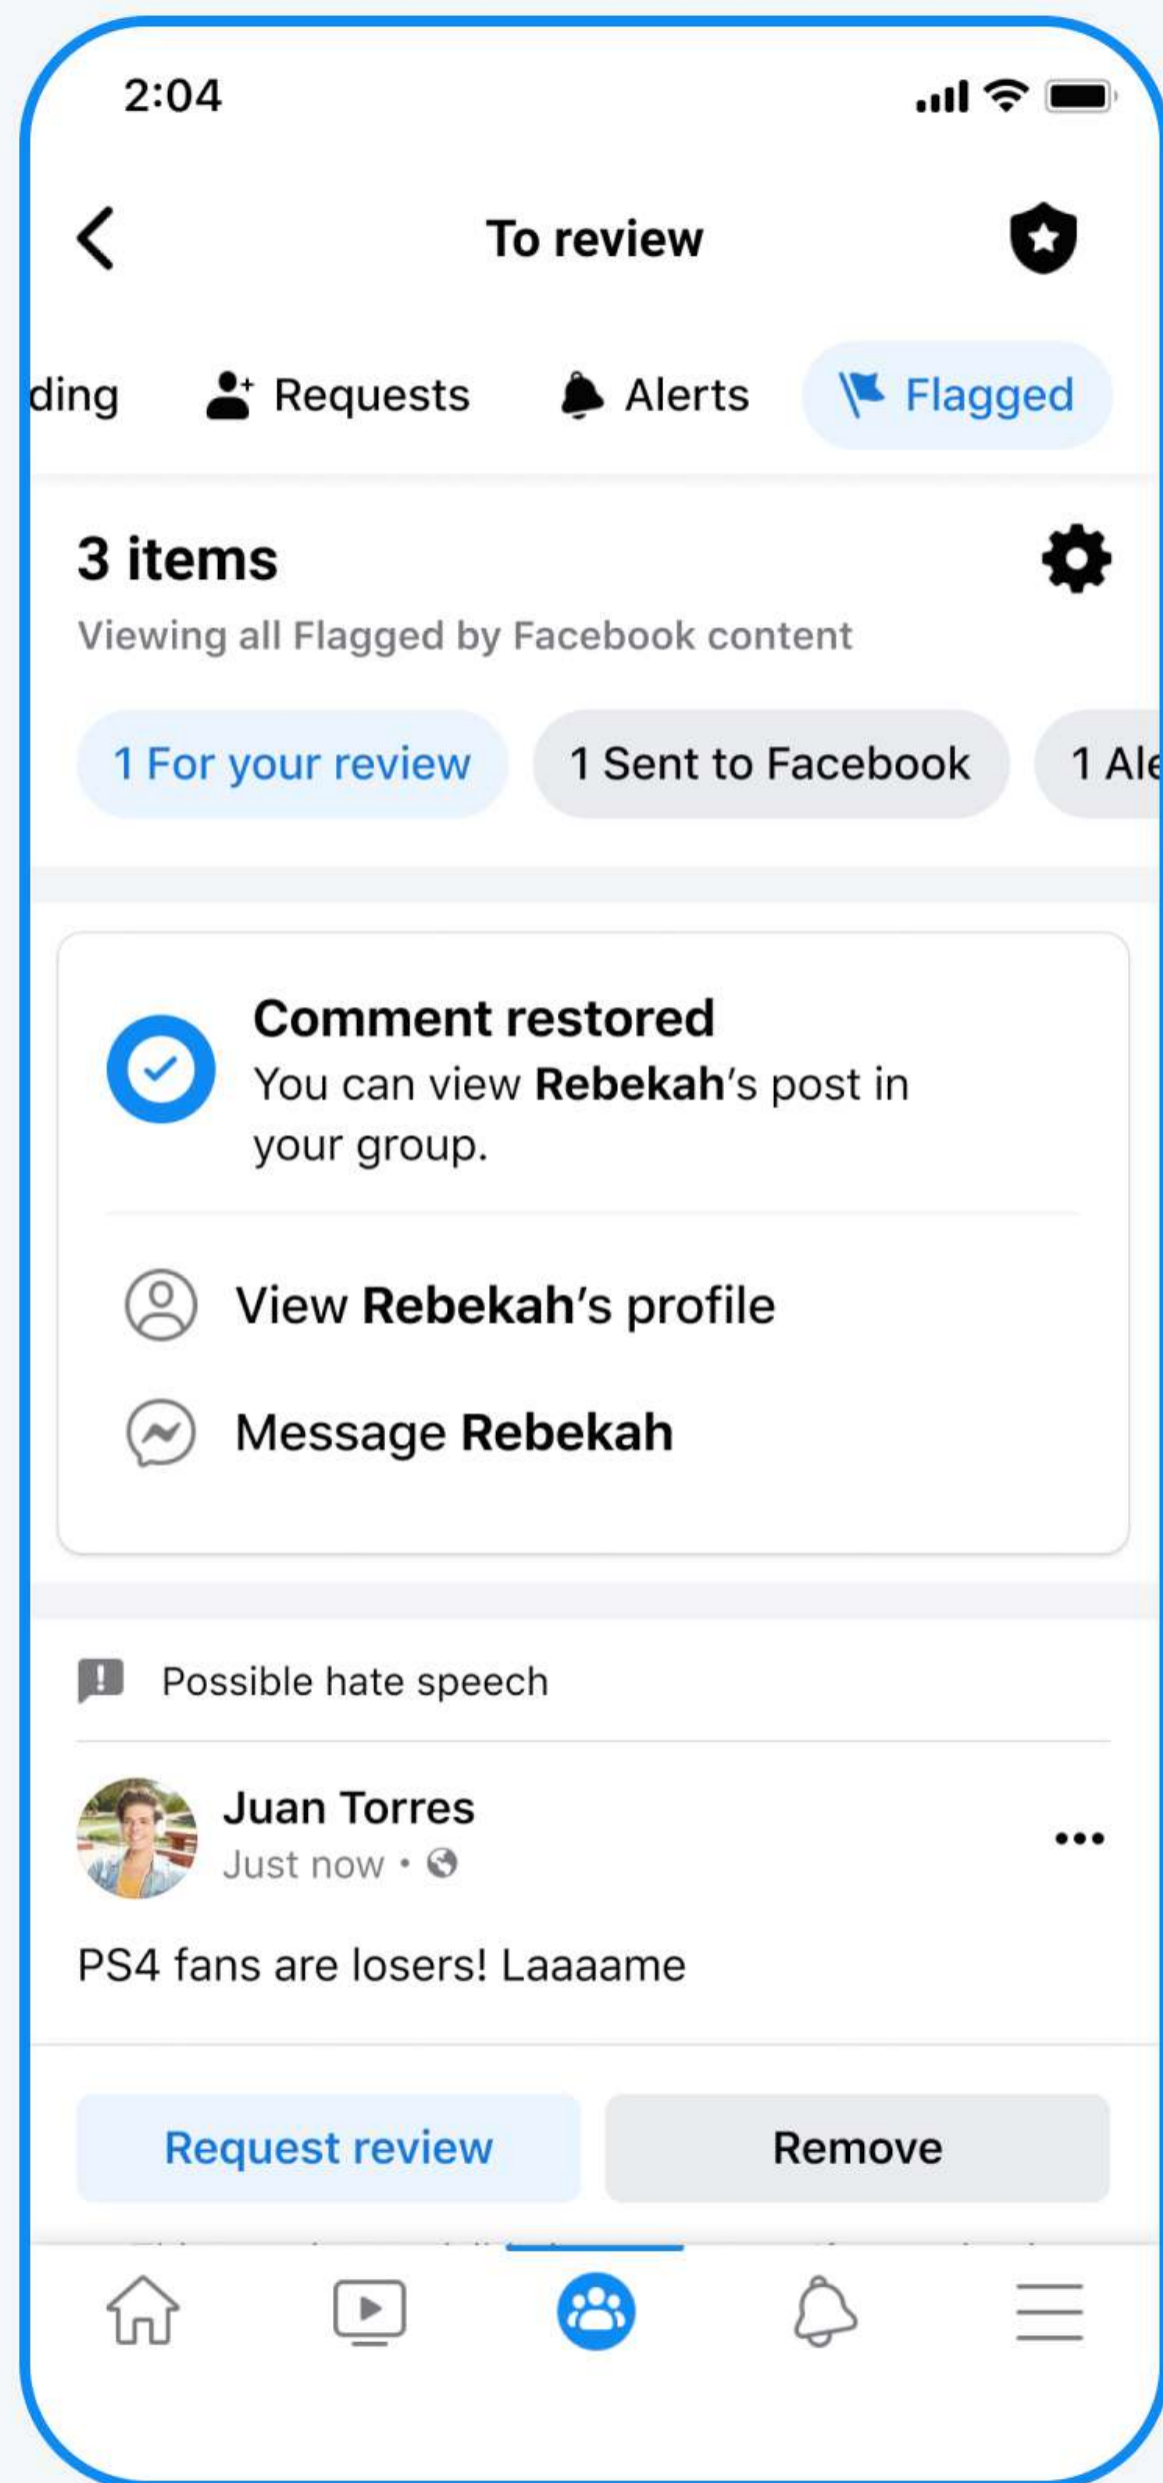 2:04
To review
ding
Requests
Alerts
Flagged
3 items
Viewing all Flagged by Facebook content
1 For your review
1 Sent to Facebook
1 Ale
Comment restored
You can view Rebekah's post in
your group.
View Rebekah's profile
Message Rebekah
Possible hate speech
Juan Torres
Just now •
•••
PS4 fans are losers! Laaaame
Request review
Remove